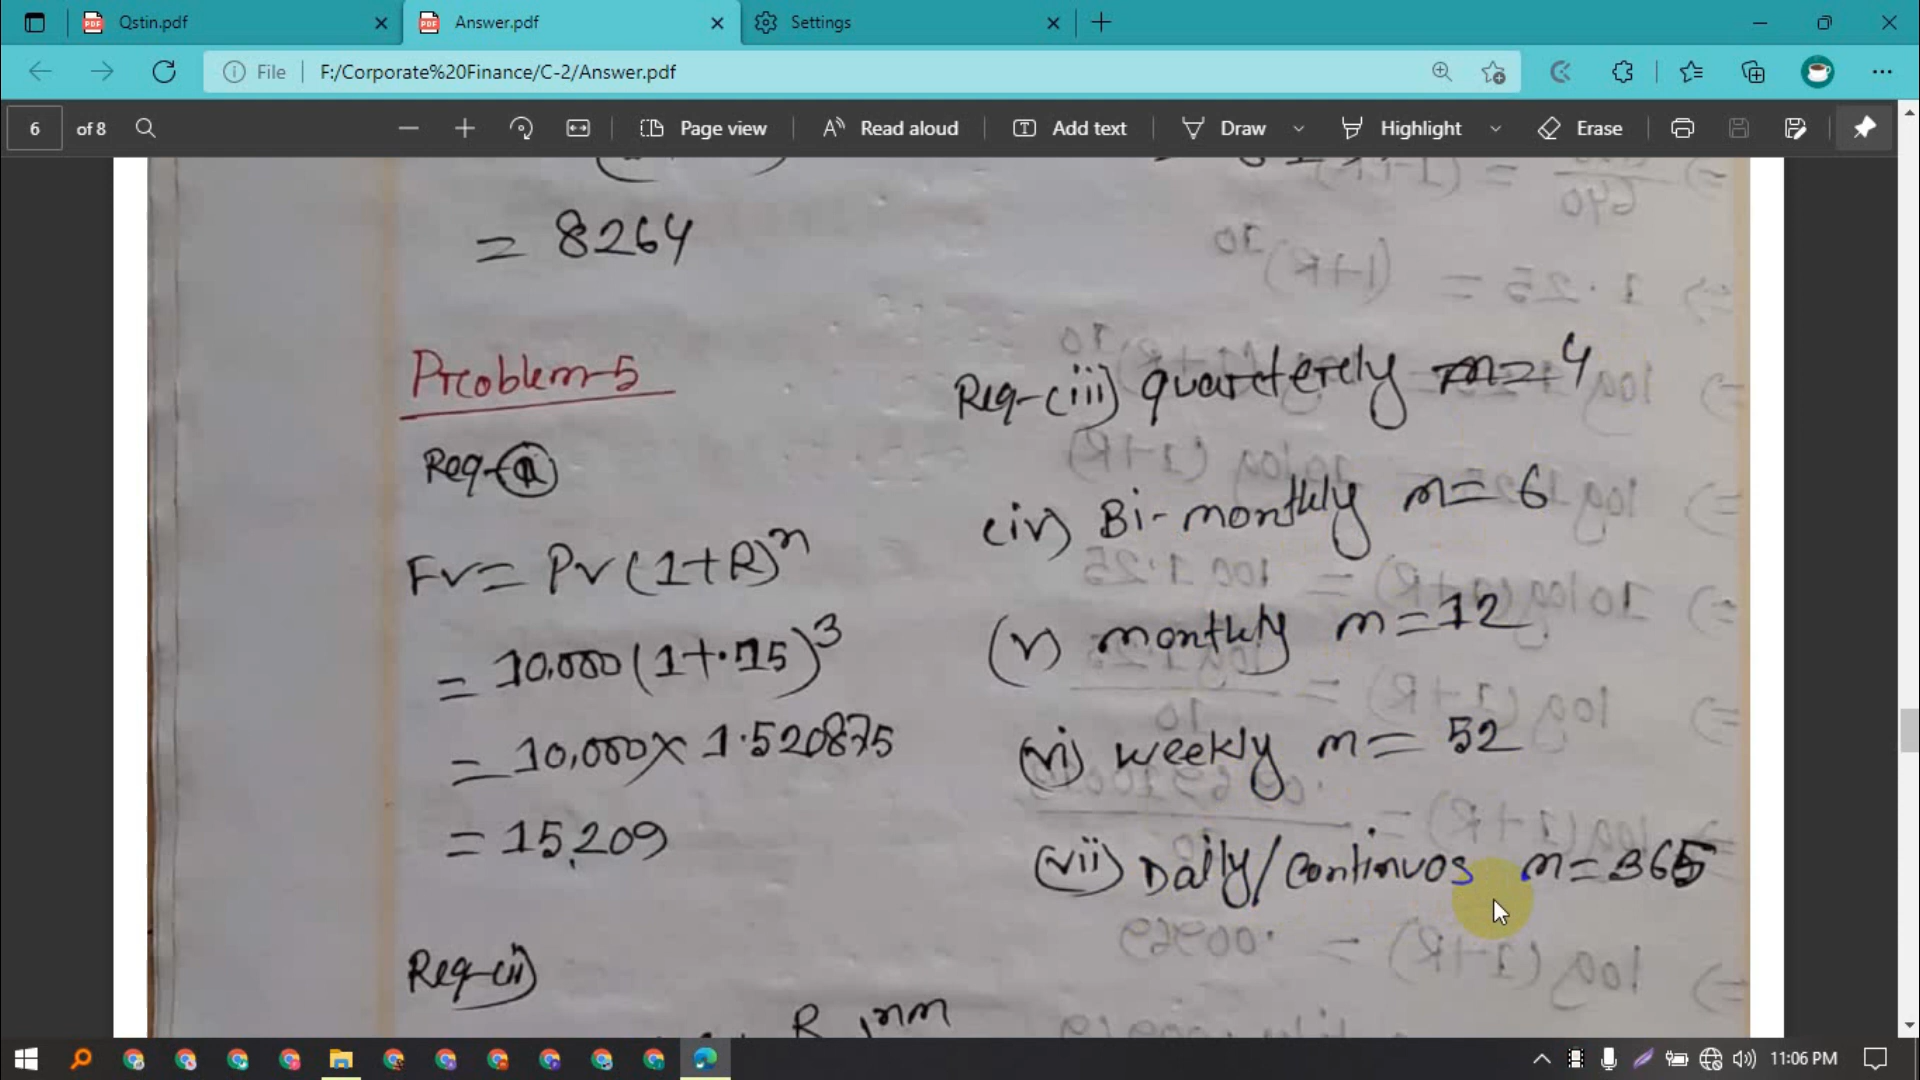 Qstin.pdf
Answer.pdf
Settings
File
F:/Corporate%20Finance/C-2/Answer.pdf
6 of 8
Page view
Read aloud
Add text
Draw
Highlight
Erase
= 8264
Problem-5
Req-
Fv = Pv(1+R)^n
= 10,000(1+.15)^3
= 10,000 × 1.520875
= 15,209
Req-(ii)
R nm
Req-(iii) quarterely m=4
(iv) Bi-monthly m=6
(v) monthly m=12
(vi) weekly m= 52
(vii) Daily/continuos m=365
11:06 PM